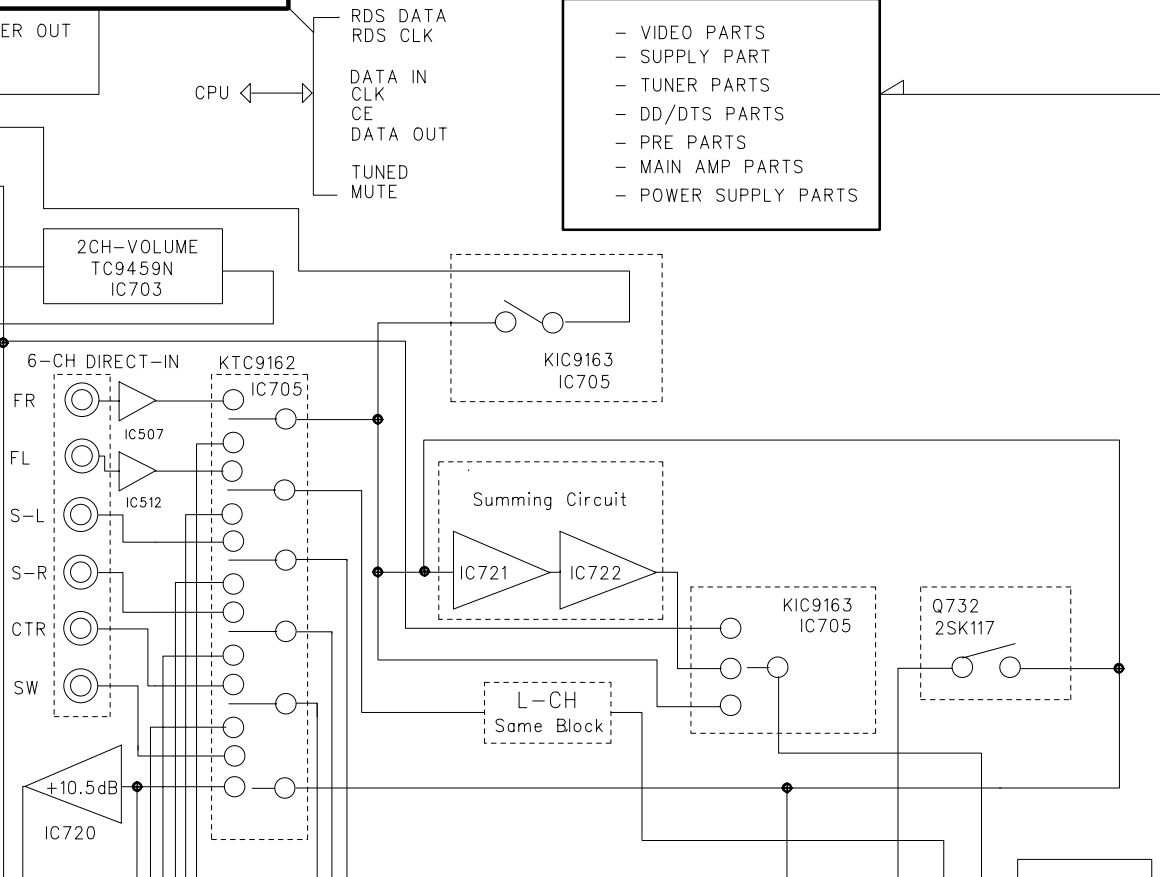 ER OUT
RDS DATA
RDS CLK
CPU
DATA IN
CLK
CE
DATA OUT
TUNED
MUTE
- VIDEO PARTS
- SUPPLY PART
- TUNER PARTS
- DD/DTS PARTS
- PRE PARTS
- MAIN AMP PARTS
- POWER SUPPLY PARTS
2CH-VOLUME
TC9459N
IC703
KIC9163
IC705
6-CH DIRECT-IN
KTC9162
IC705
FR
IC507
FL
IC512
S-L
S-R
CTR
SW
Summing Circuit
IC721
IC722
KIC9163
IC705
Q732
2SK117
L-CH
Same Block
+10.5dB
IC720